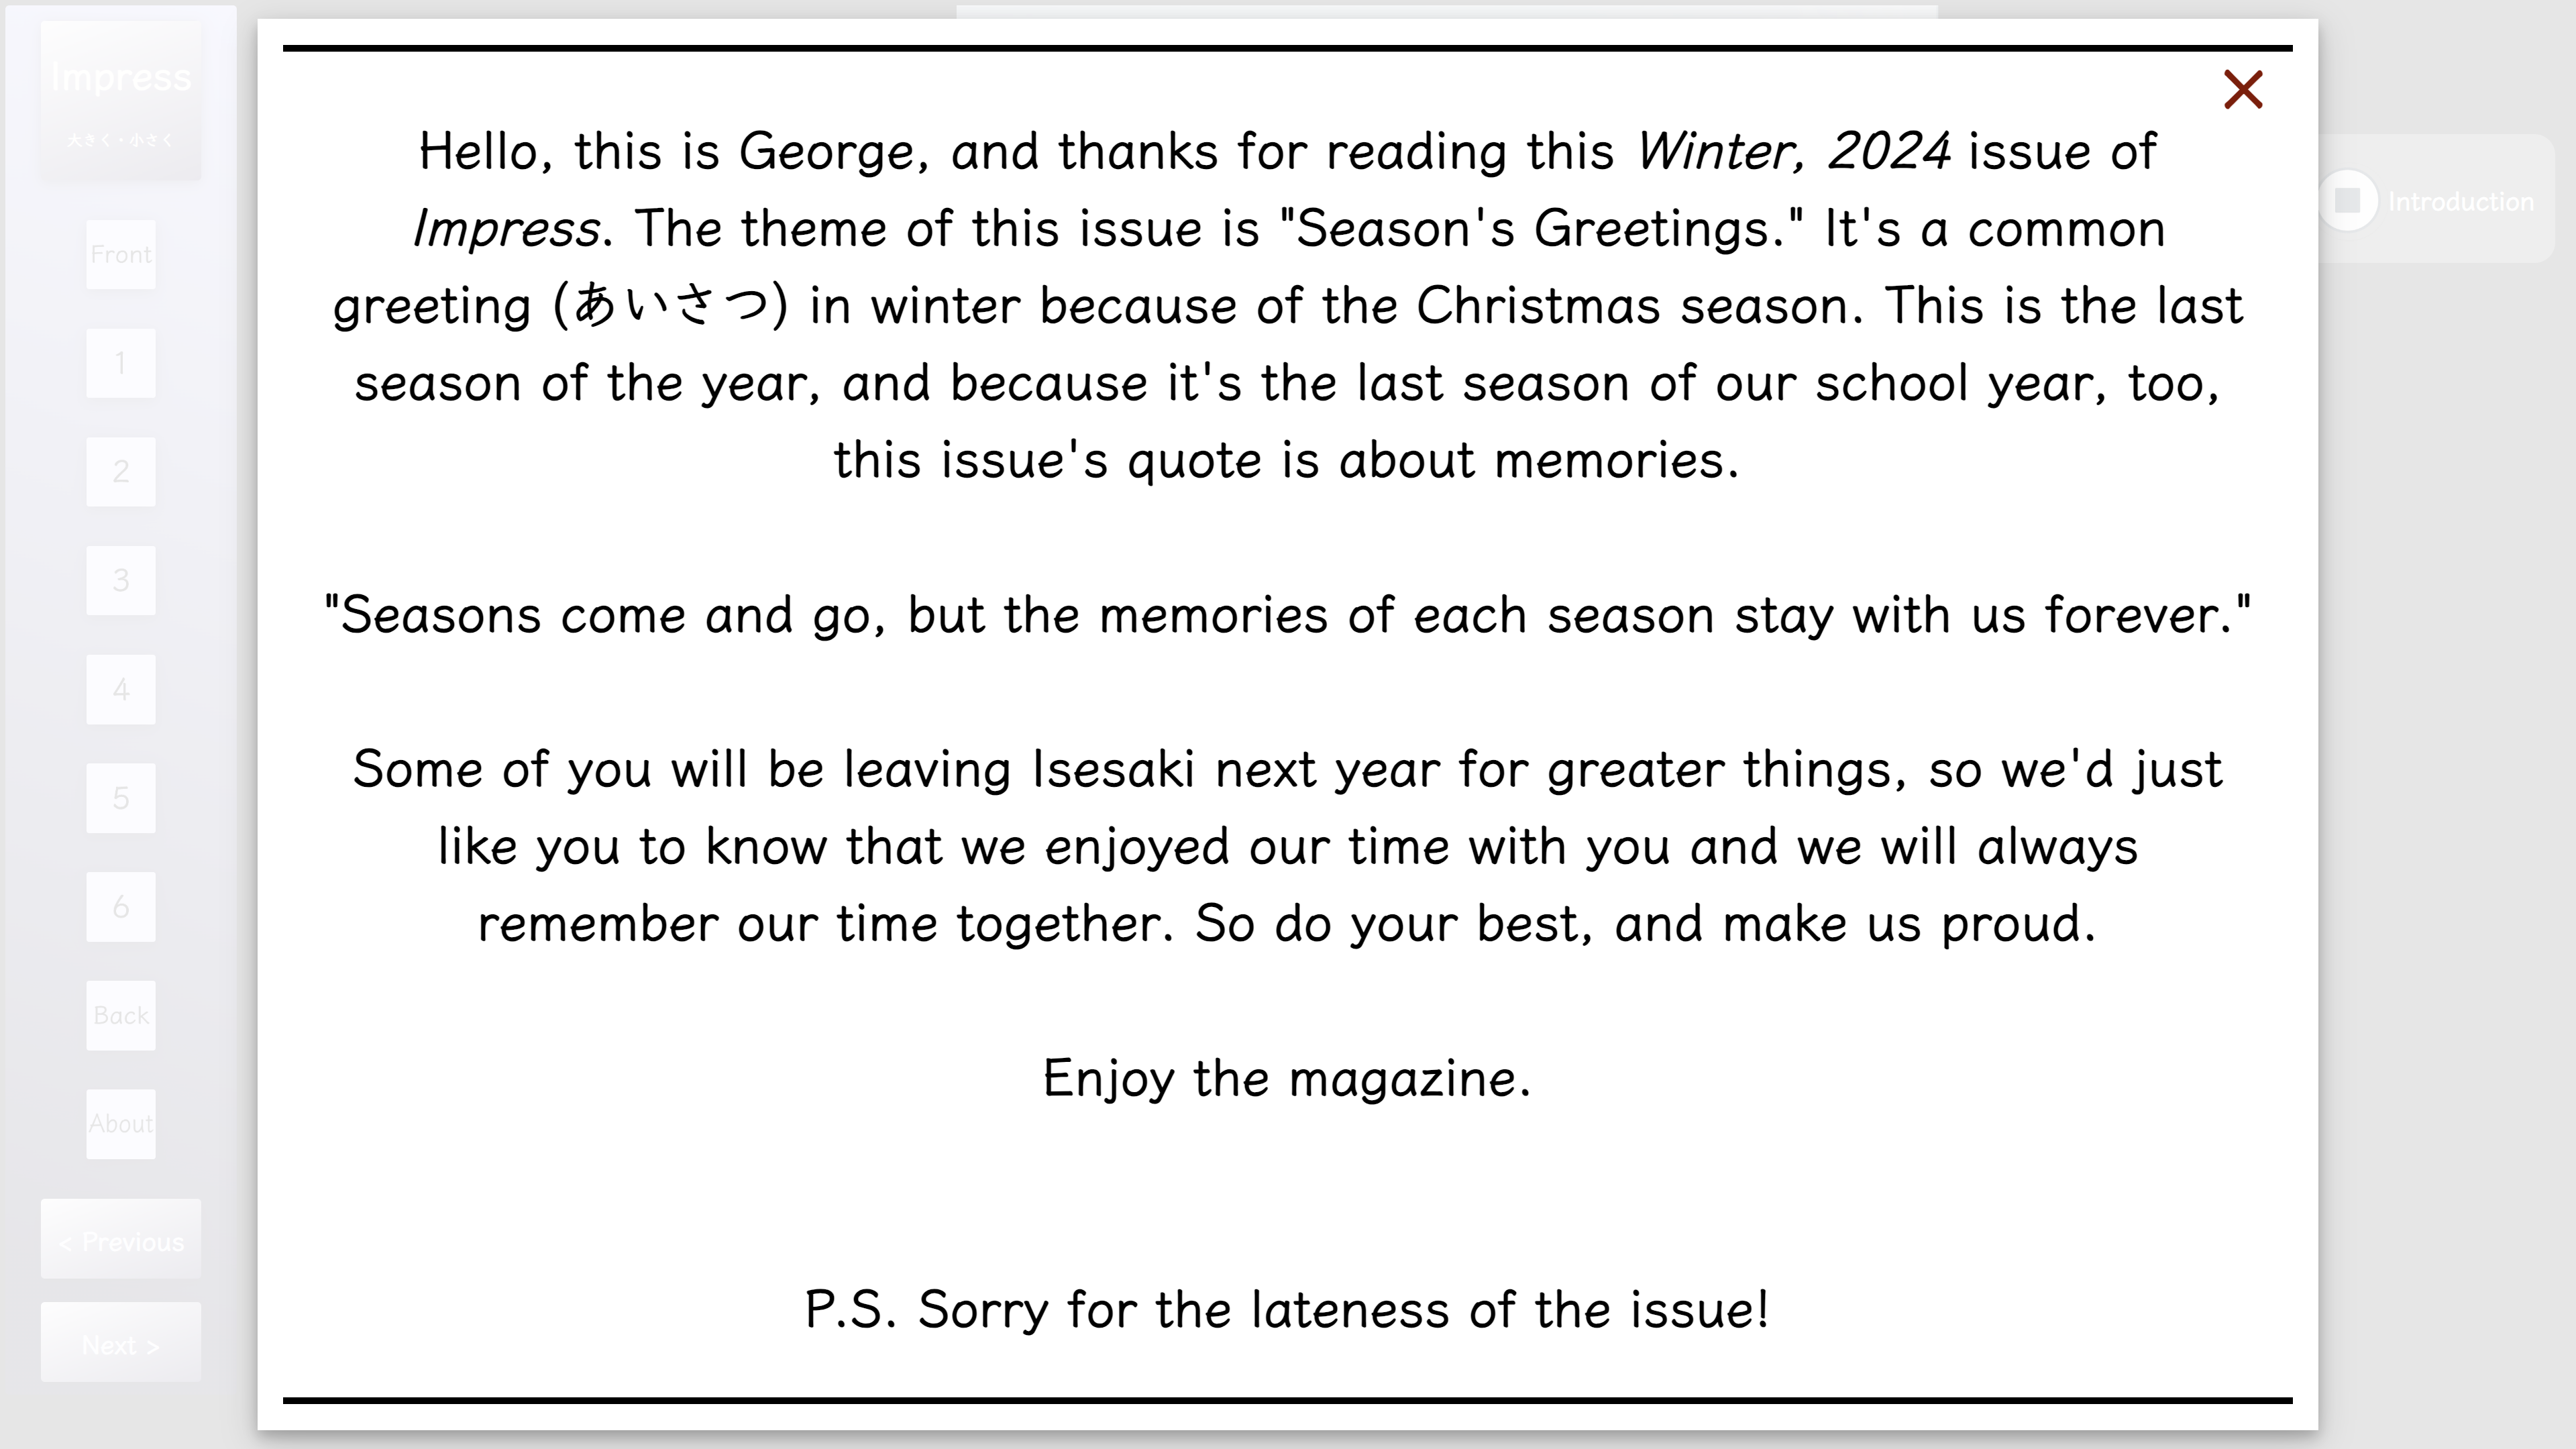 Impress
大きく・小さく
Front
1
2
3
4
5
6
Back
About
< Previous
Next >
Hello, this is George, and thanks for reading this Winter, 2024 issue of
Impress. The theme of this issue is "Season's Greetings." It's a common
greeting (あいさつ) in winter because of the Christmas season. This is the last
season of the year, and because it's the last season of our school year, too,
this issue's quote is about memories.
"Seasons come and go, but the memories of each season stay with us forever."
Some of you will be leaving Isesaki next year for greater things, so we'd just
like you to know that we enjoyed our time with you and we will always
remember our time together. So do your best, and make us proud.
Enjoy the magazine.
P.S. Sorry for the lateness of the issue!
Introduction